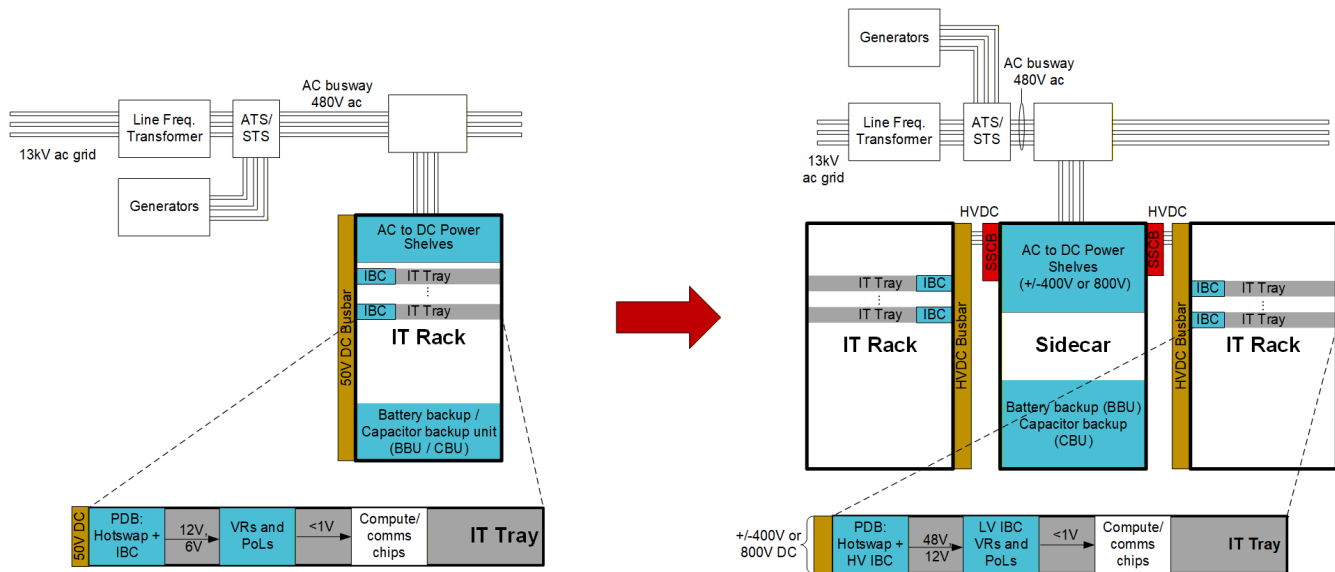 AC busway
480V ac
Line Freq.
Transformer
ATS/
STS
13kV ac grid
Generators
AC to DC Power
Shelves
IBC
IT Tray
IBC
IT Tray
IT Rack
50V DC Busbar
Battery backup /
Capacitor backup unit
(BBU / CBU)
50V DC
PDB:
Hotswap +
IBC
12V,
6V
VRs and
PoLs
<1V
Compute/
comms
chips
IT Tray
Generators
AC busway
480V ac
Line Freq.
Transformer
ATS/
STS
13kV
ac grid
HVDC
HVDC
SSCB
SSCB
AC to DC Power
Shelves
(+/-400V or 800V)
IT Tray
IBC
IT Tray
IBC
IT Rack
HVDC Busbar
Sidecar
Battery backup (BBU)
Capacitor backup
(CBU)
HVDC Busbar
IBC
IT Tray
IBC
IT Tray
IT Rack
+/-400V or
800V DC
PDB:
Hotswap +
HV IBC
48V,
12V
LV IBC
VRs and
PoLs
<1V
Compute/
comms
chips
IT Tray